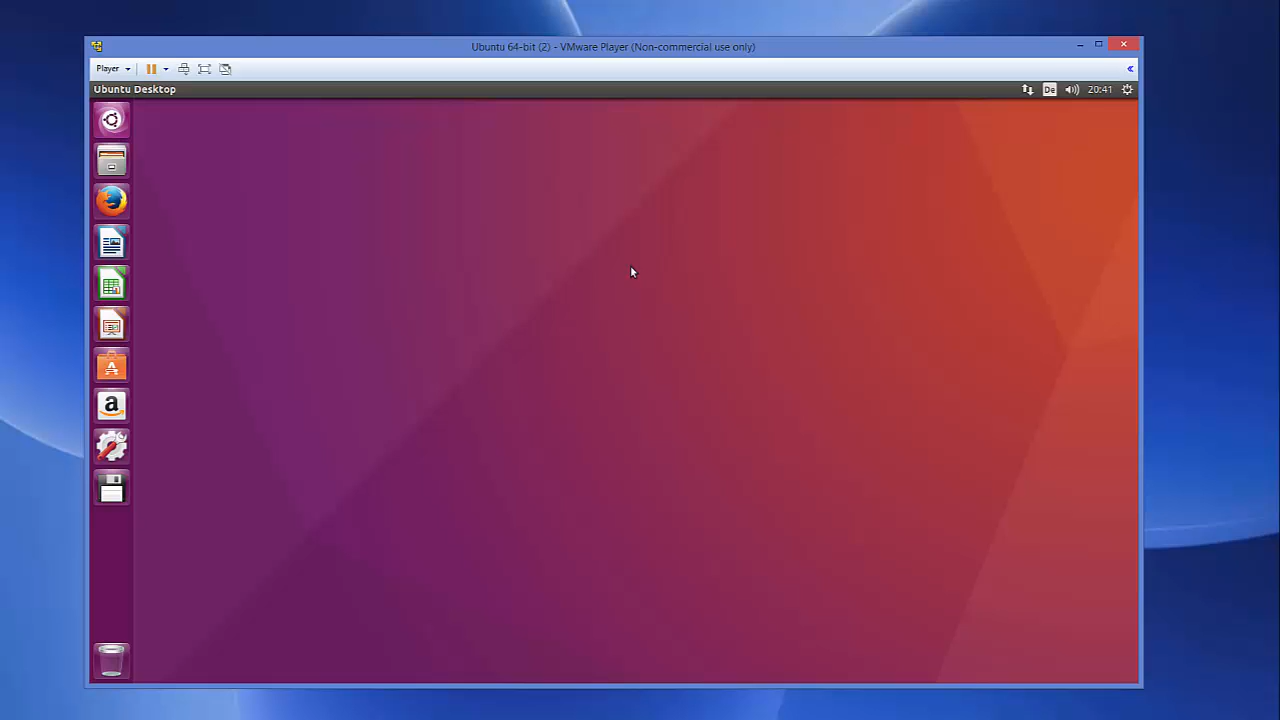 Ubuntu 64-bit (2) - VMware Player (Non-commercial use only)
Player
Ubuntu Desktop
De
20:41
A
a